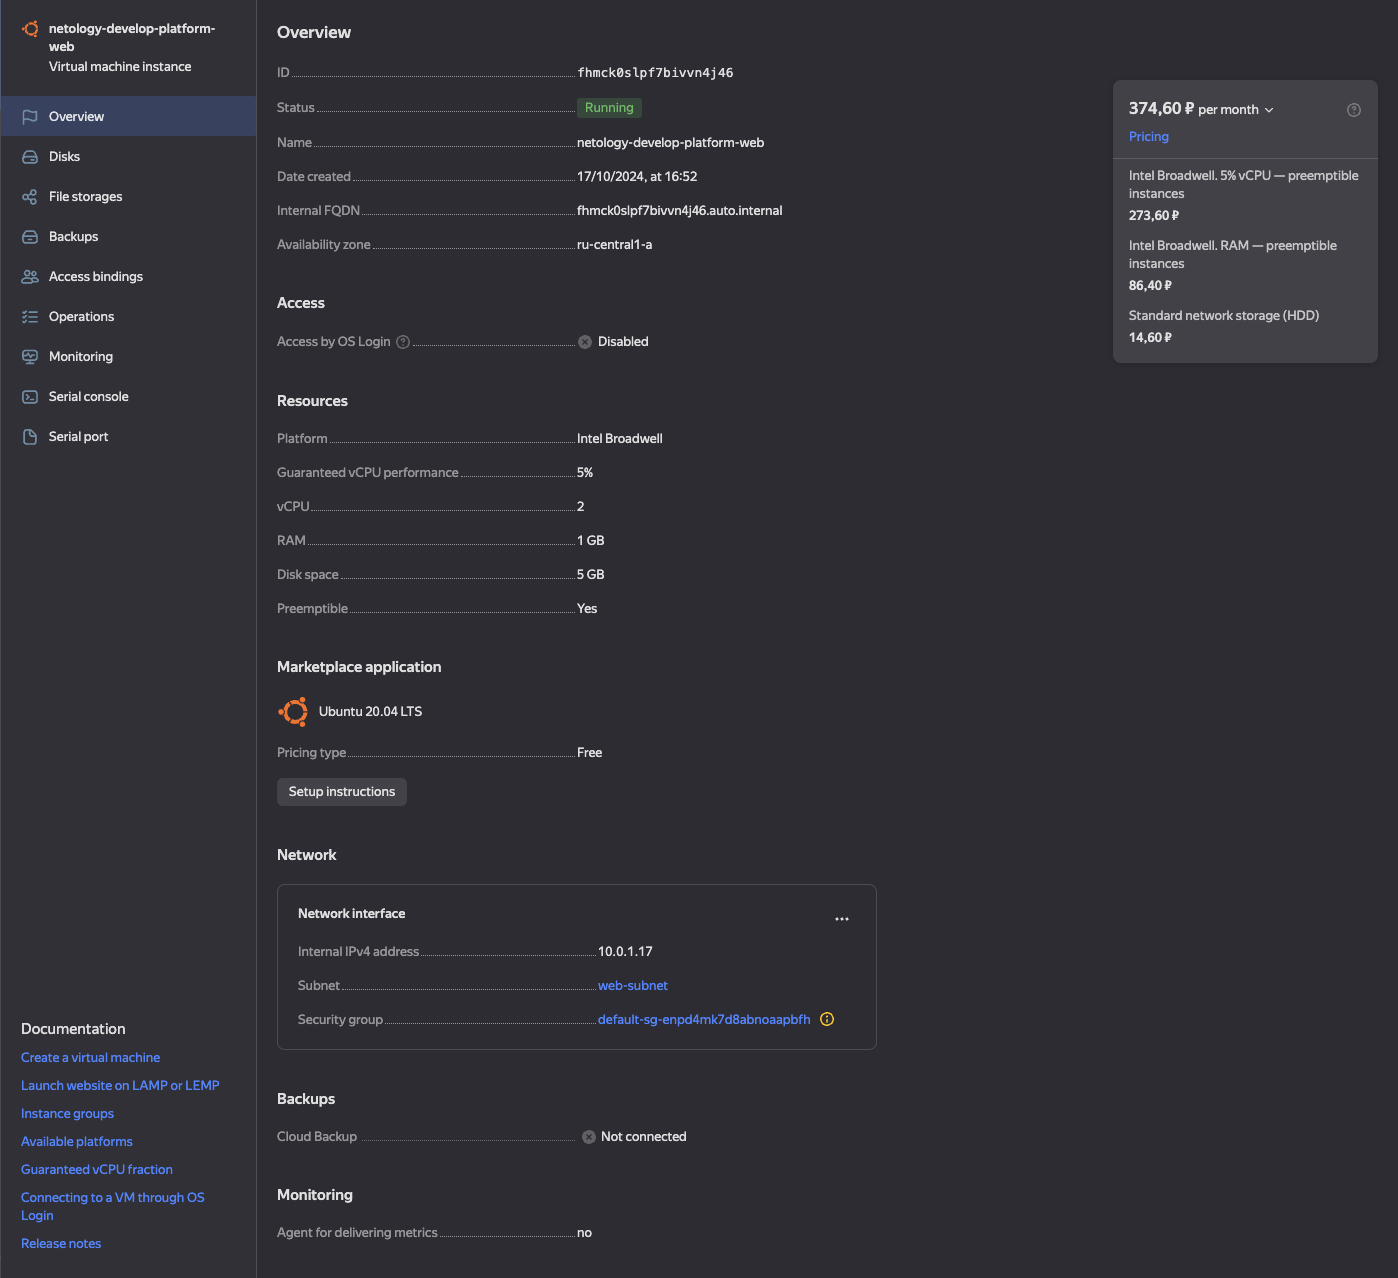 netology-develop-platform-
web
Virtual machine instance
Overview
Disks
File storages
Backups
Access bindings
Operations
Monitoring
Serial console
Serial port
Documentation
Create a virtual machine
Launch website on LAMP or LEMP
Instance groups
Available platforms
Guaranteed vCPU fraction
Connecting to a VM through OS
Login
Release notes
Overview
ID fhmck0slpf7bivvn4j46
Status Running
Name netology-develop-platform-web
Date created 17/10/2024, at 16:52
Internal FQDN fhmck0slpf7bivvn4j46.auto.internal
Availability zone ru-central1-a
Access
Access by OS Login Disabled
Resources
Platform Intel Broadwell
Guaranteed vCPU performance 5%
vCPU 2
RAM 1 GB
Disk space 5 GB
Preemptible Yes
Marketplace application
Ubuntu 20.04 LTS
Pricing type Free
Setup instructions
Network
Network interface
Internal IPv4 address 10.0.1.17
Subnet web-subnet
Security group default-sg-enpd4mk7d8abnoaapbfh
Backups
Cloud Backup Not connected
Monitoring
Agent for delivering metrics no
374,60 ₽ per month
Pricing
Intel Broadwell. 5% vCPU — preemptible
instances
273,60 ₽
Intel Broadwell. RAM — preemptible
instances
86,40 ₽
Standard network storage (HDD)
14,60 ₽